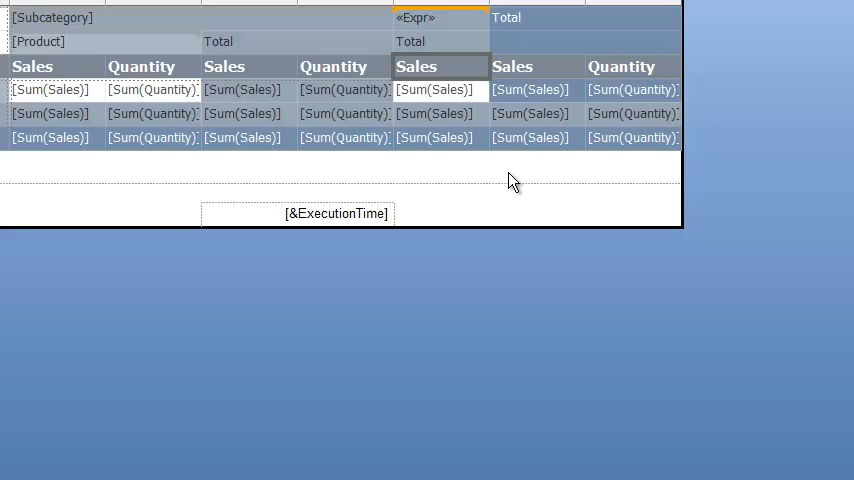 [Subcategory] «Expr» Total
[Product] Total Total
Sales Quantity Sales Quantity Sales Sales Quantity
[Sum(Sales)] [Sum(Quantity)] [Sum(Sales)] [Sum(Quantity)] [Sum(Sales)] [Sum(Sales)] [Sum(Quantity)]
[Sum(Sales)] [Sum(Quantity)] [Sum(Sales)] [Sum(Quantity)] [Sum(Sales)] [Sum(Sales)] [Sum(Quantity)]
[Sum(Sales)] [Sum(Quantity)] [Sum(Sales)] [Sum(Quantity)] [Sum(Sales)] [Sum(Sales)] [Sum(Quantity)]
[&ExecutionTime]